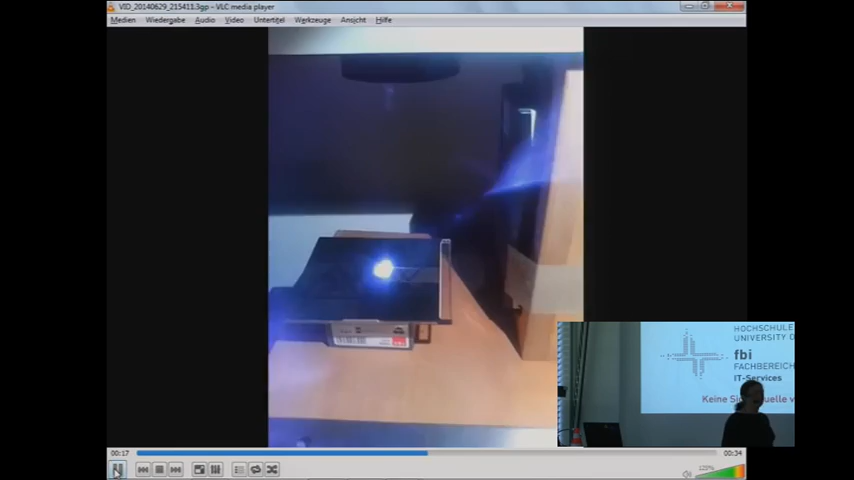 VID_20140629_215411.3gp - VLC media player
Medien Wiedergabe Audio Video Untertitel Werkzeuge Ansicht Hilfe
00:17
00:34
125%
HOCHSCHULE
UNIVERSITY O
fbi
FACHBEREICH
IT-Services
Keine Si
uelle v